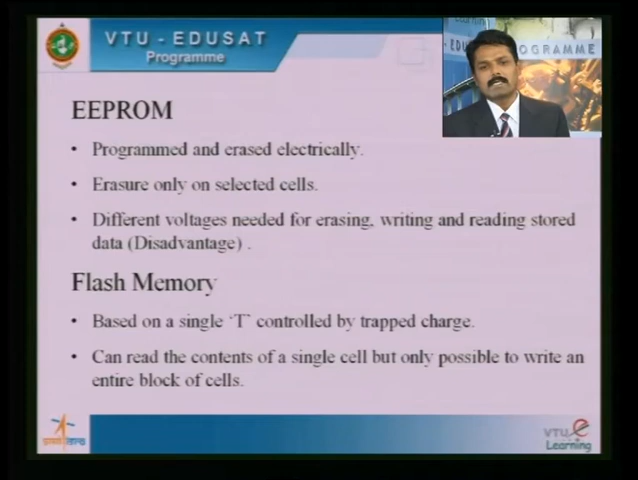 VTU - EDUSAT
Programme
- EDU
OGRAMME
EEPROM
• Programmed and erased electrically.
• Erasure only on selected cells.
• Different voltages needed for erasing, writing and reading stored
data (Disadvantage) .
Flash Memory
• Based on a single ‘T’ controlled by trapped charge.
• Can read the contents of a single cell but only possible to write an
entire block of cells.
VTU e
Learning